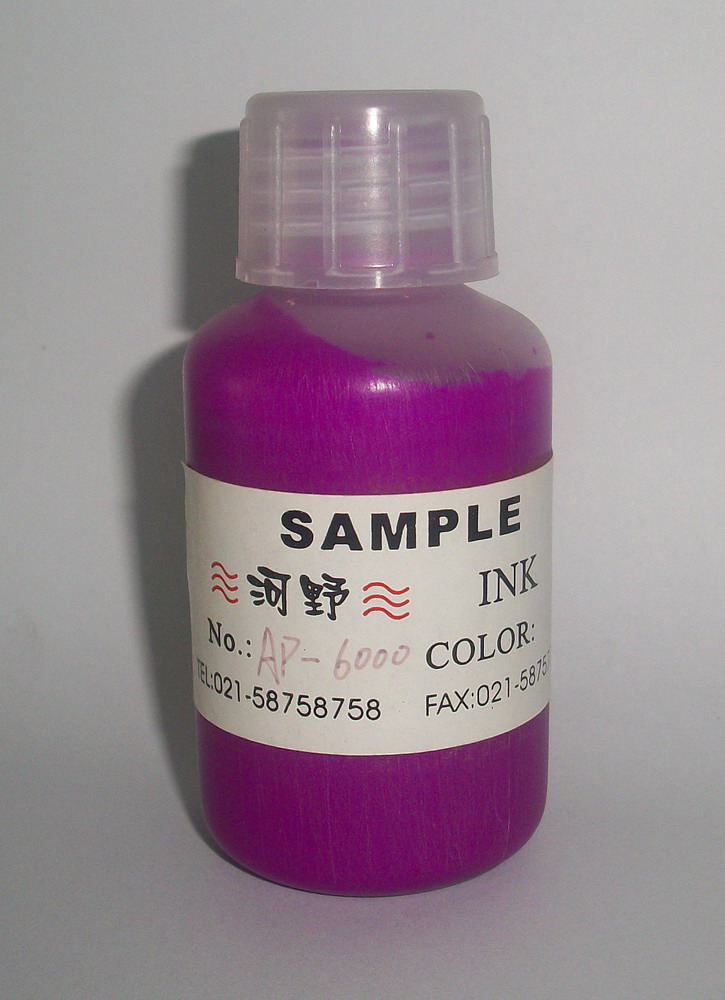 SAMPLE
河野 INK
No.: AP-6000 COLOR:
TEL:021-58758758 FAX:021-5875